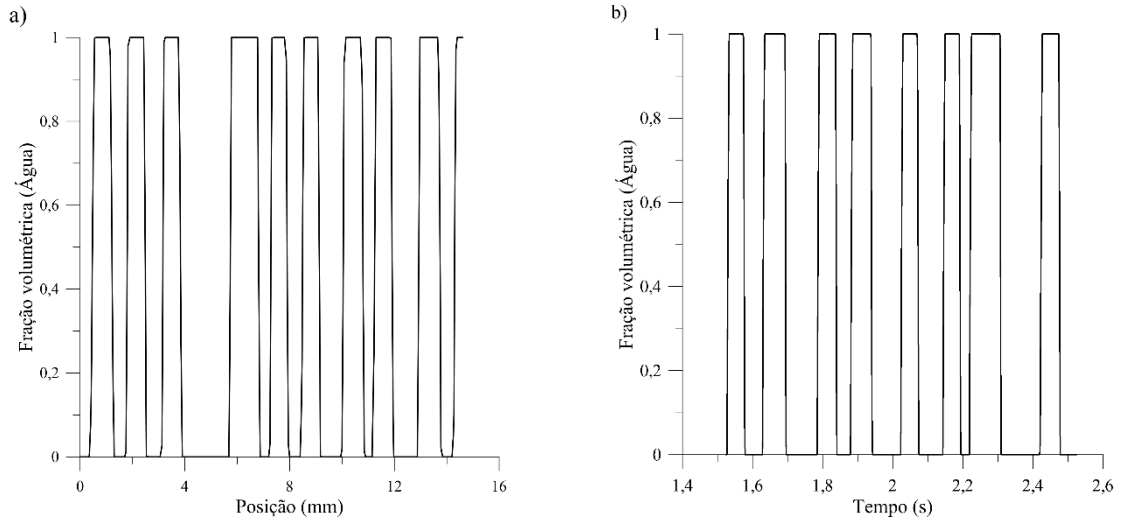 a)
1
0,8
0,6
0,4
0,2
0
Fração volumétrica (Água)
0 4 8 12 16
Posição (mm)
b)
1
0,8
0,6
0,4
0,2
0
Fração volumétrica (Água)
1,4 1,6 1,8 2 2,2 2,4 2,6
Tempo (s)